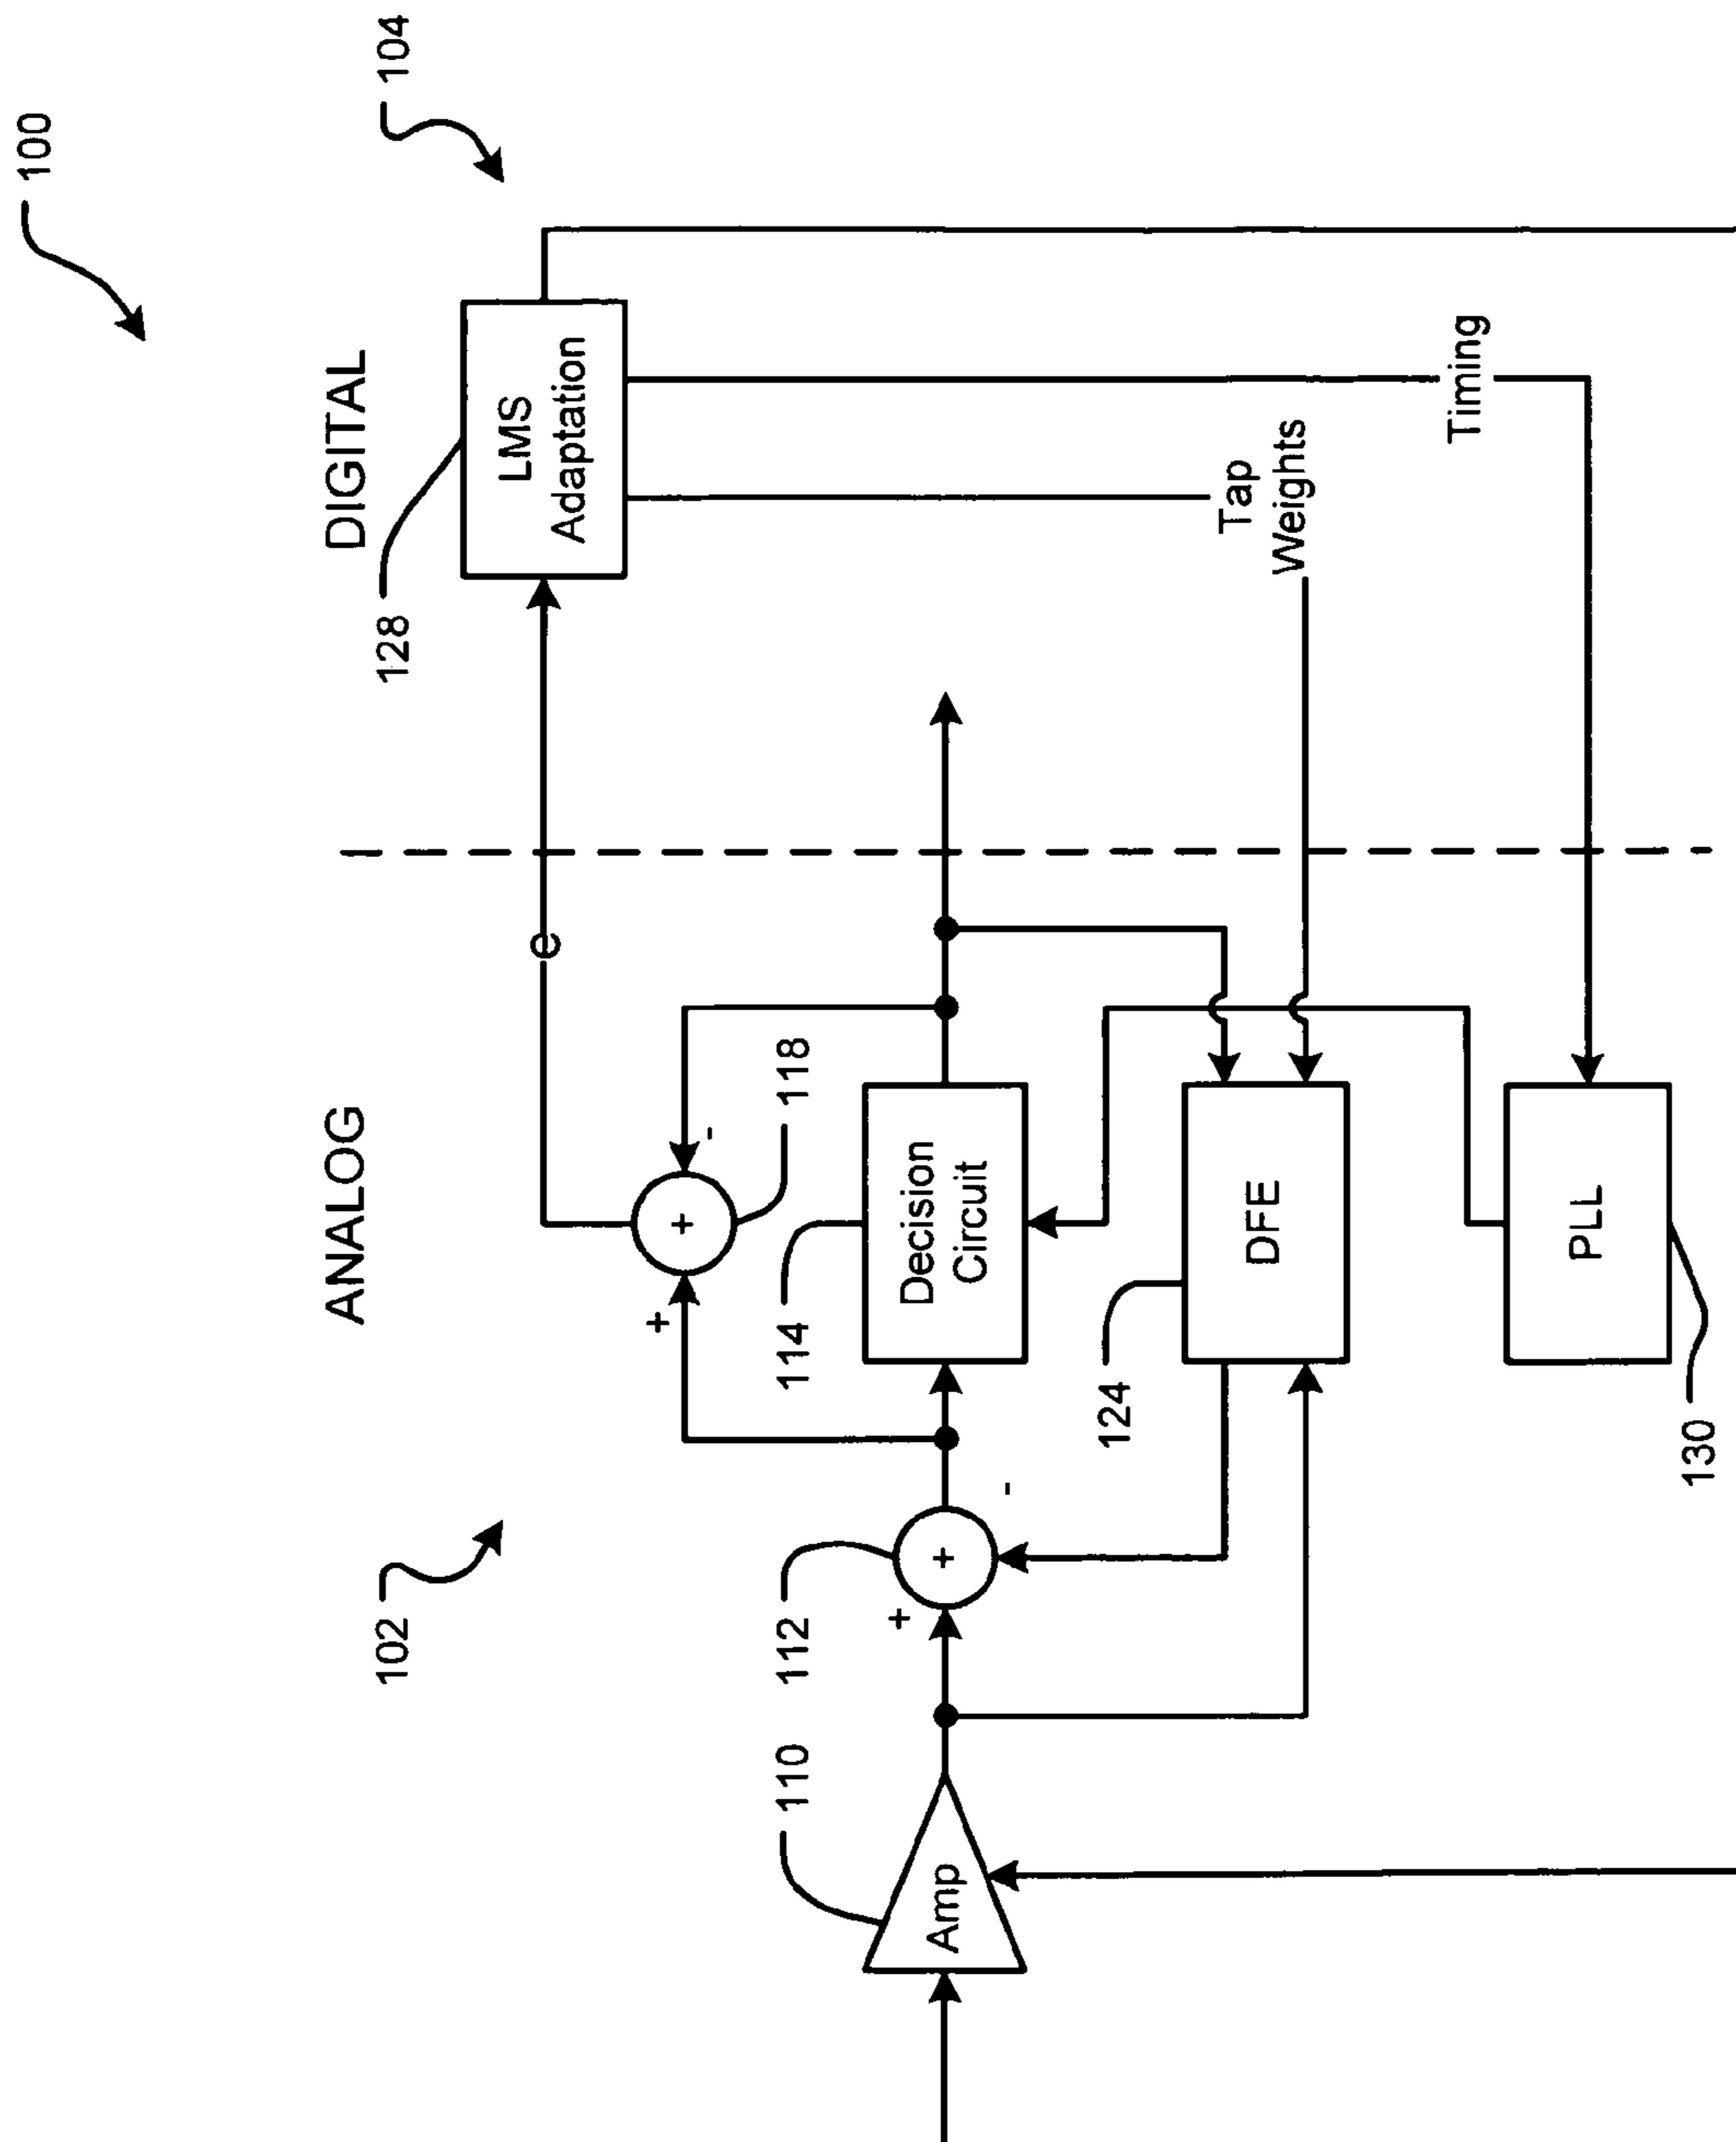 100
ANALOG
DIGITAL
102
104
128
LMS
Adaptation
e
+
-
+
118
110
112
114
Amp
+
+
-
Decision
Circuit
124
DFE
Tap
Weights
Timing
PLL
130